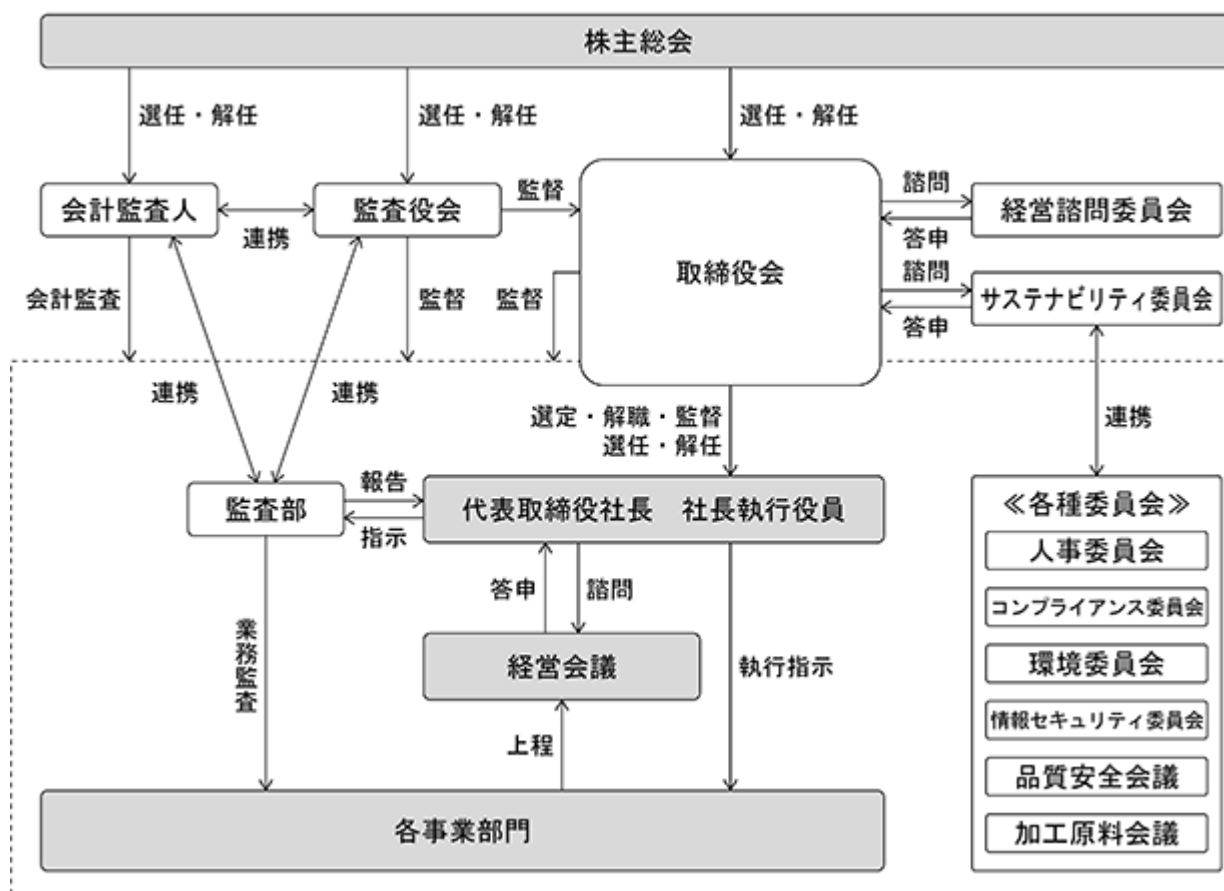 株主総会
選任・解任
選任・解任
選任・解任
会計監査人
連携
監査役会
監督
取締役会
諮問
答申
経営諮問委員会
諮問
答申
サステナビリティ委員会
会計監査
監督
監督
連携
連携
連携
選定・解職・監督
選任・解任
監査部
報告
指示
代表取締役社長 社長執行役員
≪各種委員会≫
人事委員会
コンプライアンス委員会
環境委員会
情報セキュリティ委員会
品質安全会議
加工原料会議
答申
諮問
業務監査
経営会議
執行指示
上程
各事業部門